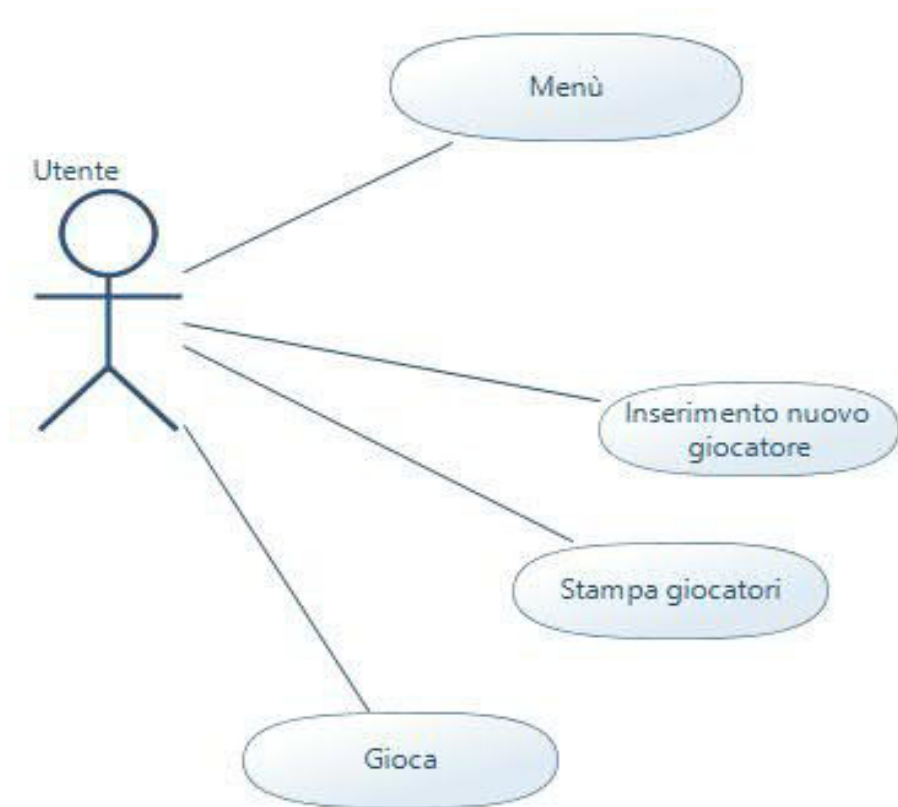 Menù
Utente
Inserimento nuovo
giocatore
Stampa giocatori
Gioca